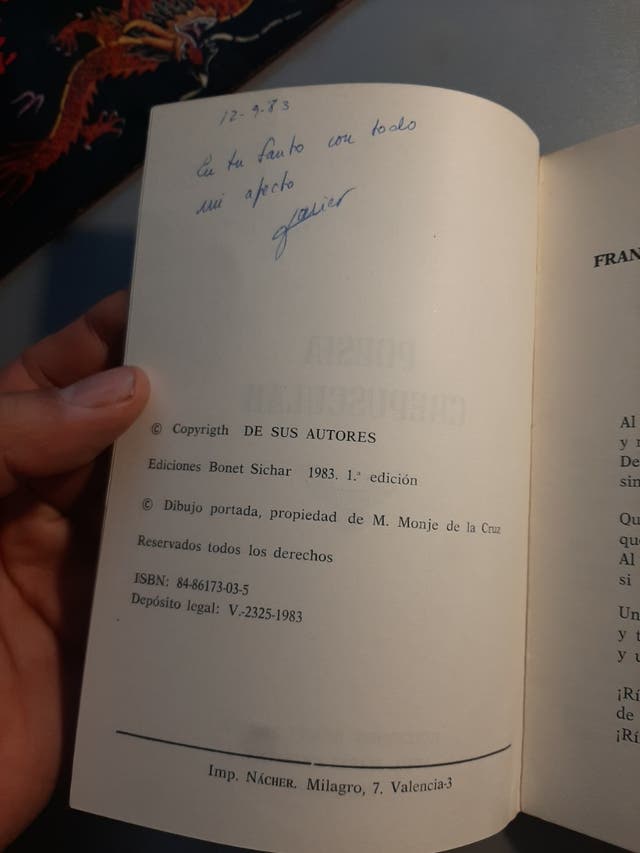 12-9-83
En tu Santo con todo
mi afecto
Javier
© Copyrigth DE SUS AUTORES
Ediciones Bonet Sichar 1983. 1.ª edición
© Dibujo portada, propiedad de M. Monje de la Cruz
Reservados todos los derechos
ISBN: 84-86173-03-5
Depósito legal: V.-2325-1983
Imp. NÁCHER. Milagro, 7. Valencia-3
FRAN
Al
y
De
sin
Qu
que
Al
si
Un
y t
y u
¡Rí
de
¡Rí